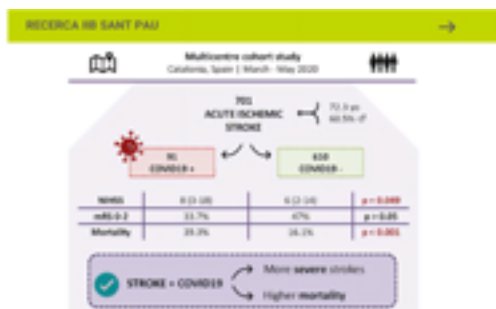 RECERCA IIB SANT PAU
Multicentre cohort study
Catalonia, Spain | March - May 2020
701
ACUTE ISCHEMIC
STROKE
72.3 yo
60.5% ♂
91
COVID19 +
610
COVID19 -
NIHSS 8 (3-18) 6 (2-14) p = 0.049
mRS 0-2 33.7% 47% p > 0.05
Mortality 39.3% 16.1% p < 0.001
STROKE + COVID19
More severe strokes
Higher mortality